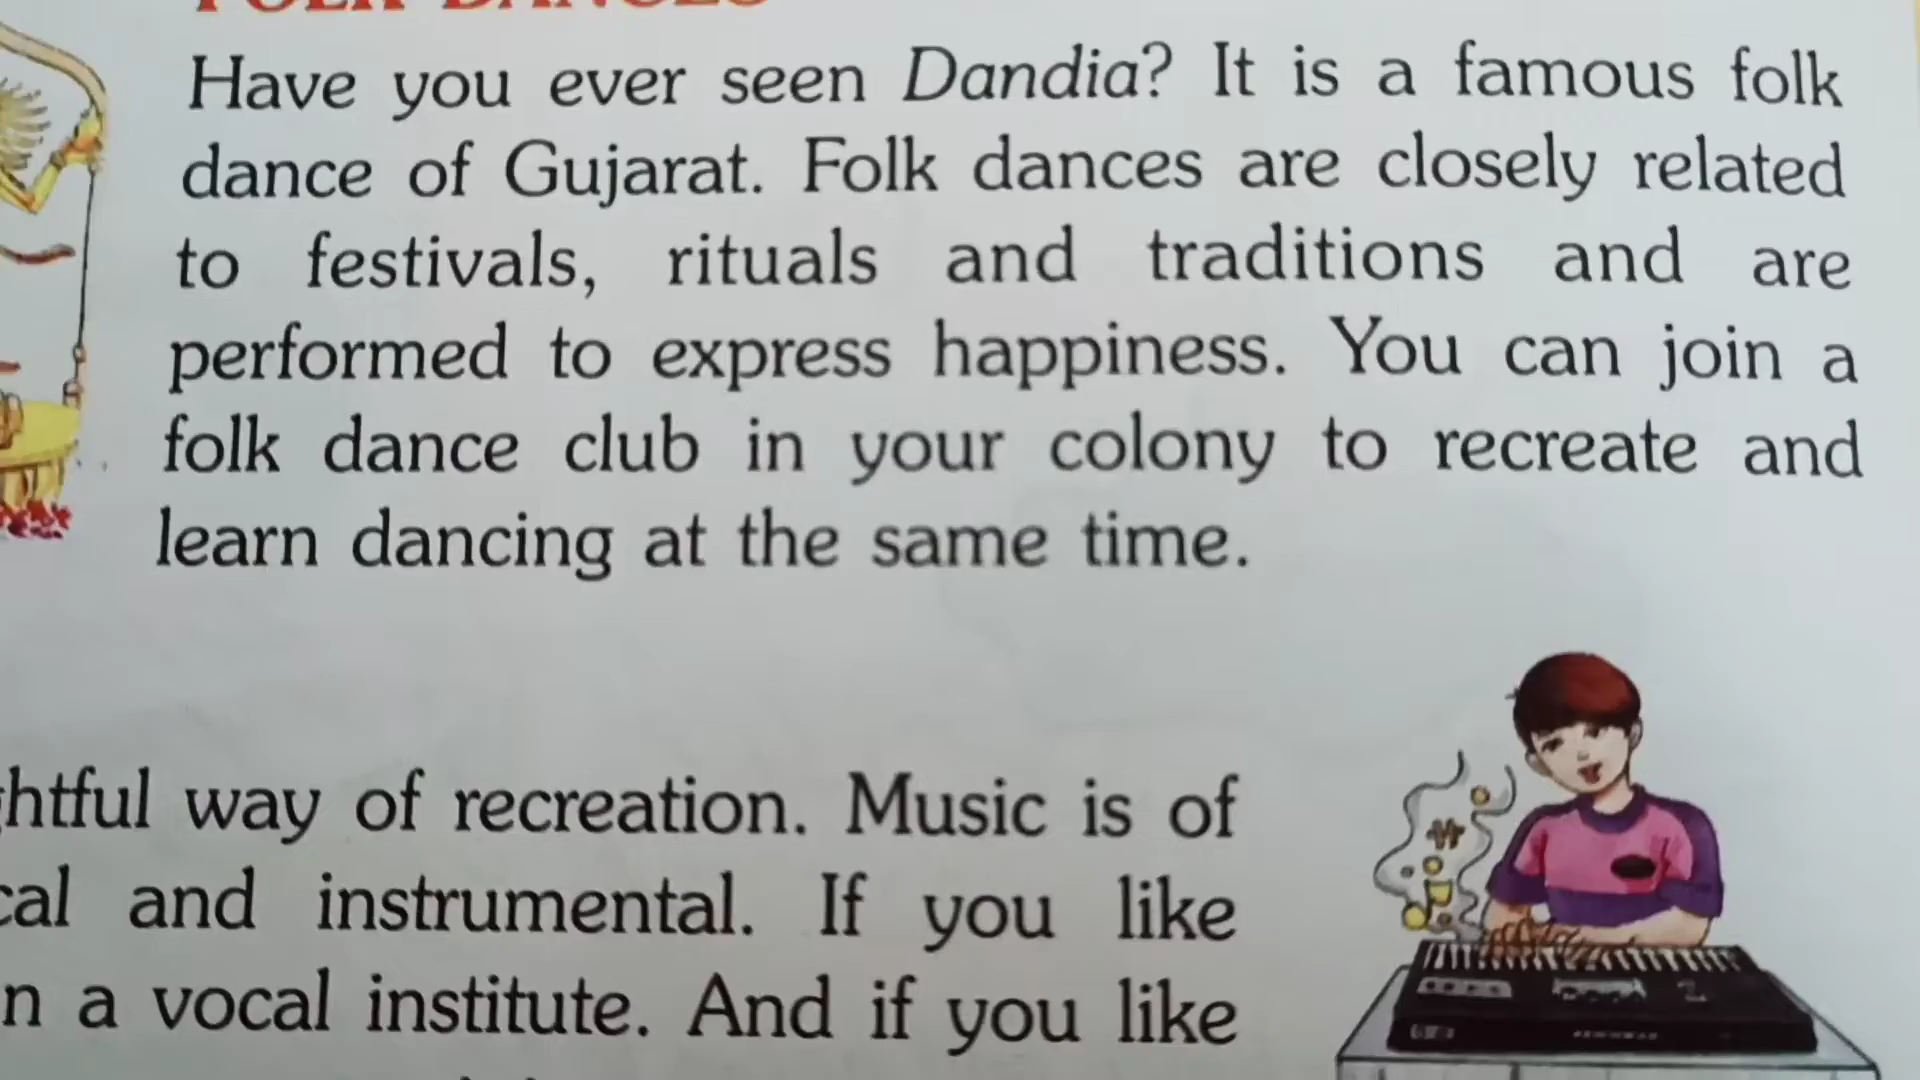 FOLK DANCES
Have you ever seen Dandia? It is a famous folk
dance of Gujarat. Folk dances are closely related
to festivals, rituals and traditions and are
performed to express happiness. You can join a
folk dance club in your colony to recreate and
learn dancing at the same time.
way of recreation. Music is of
and instrumental. If you like
a vocal institute. And if you like